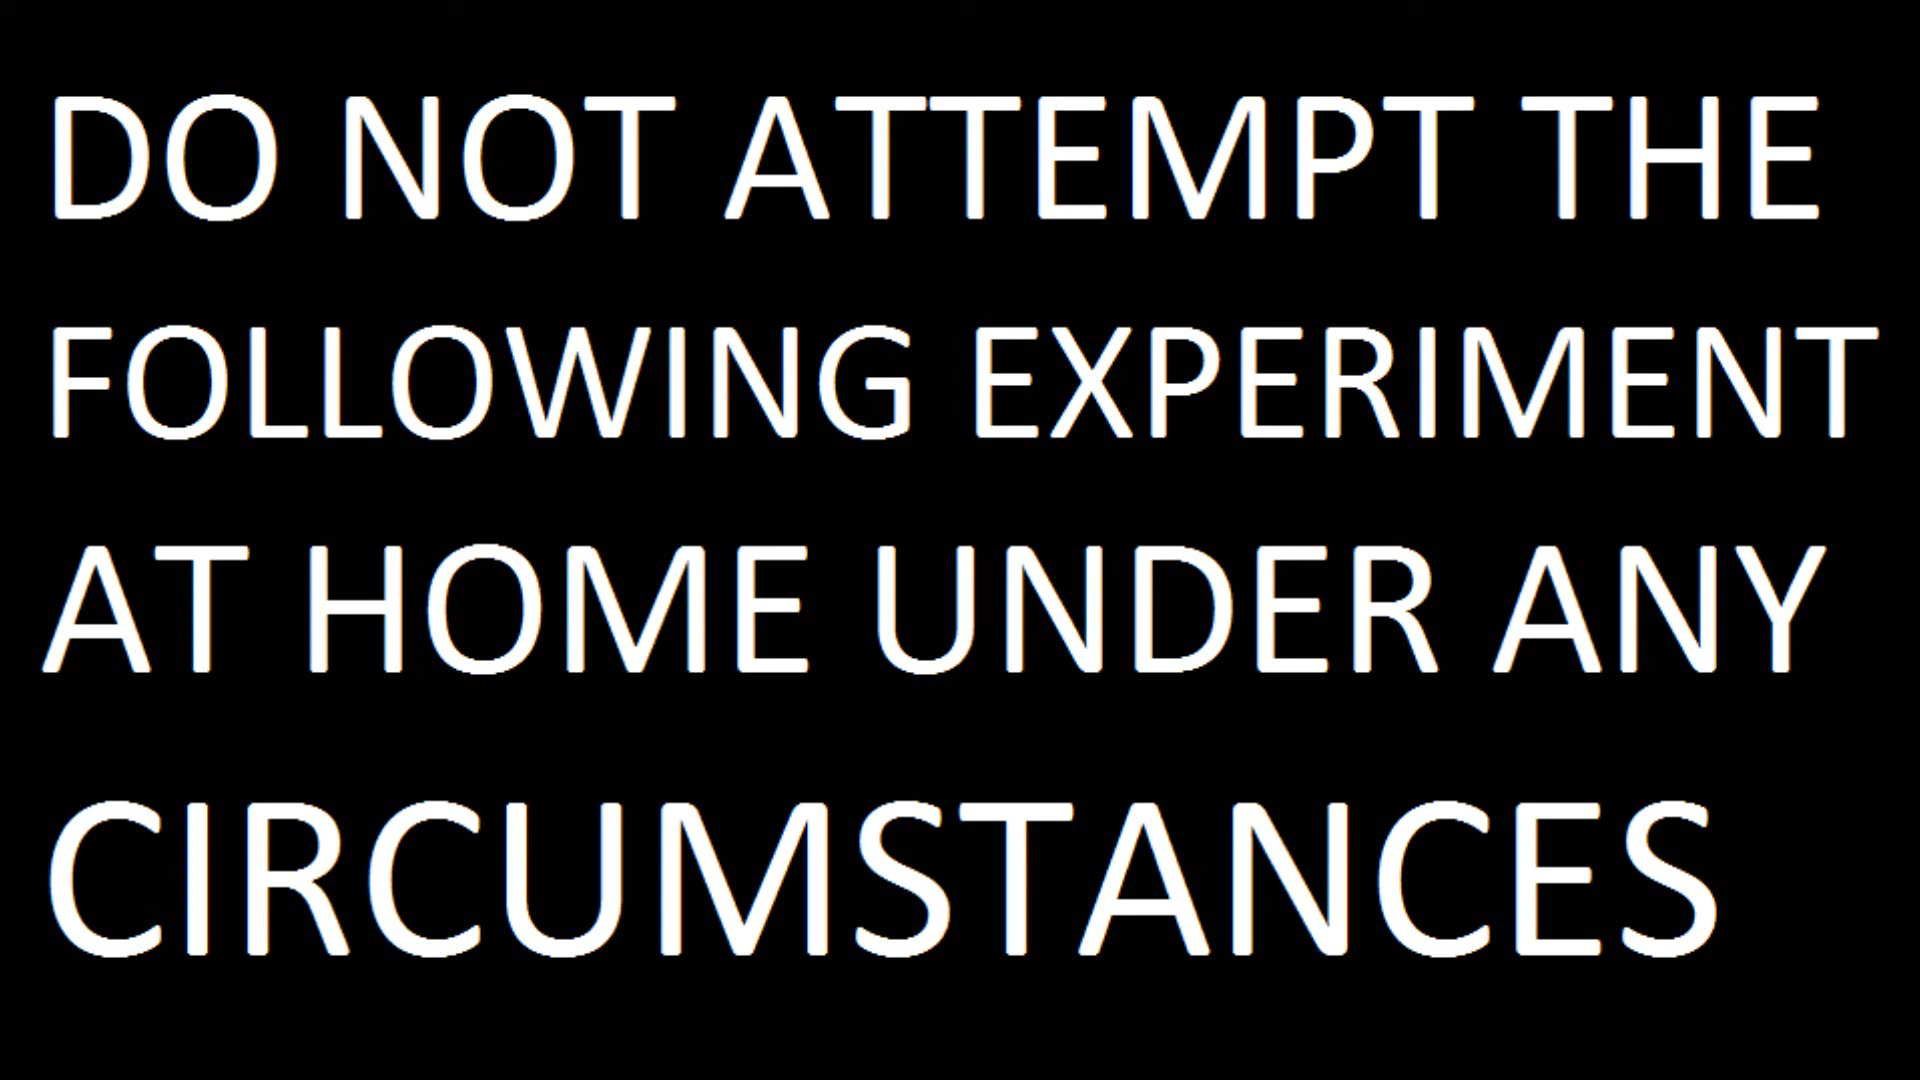 DO NOT ATTEMPT THE
FOLLOWING EXPERIMENT
AT HOME UNDER ANY
CIRCUMSTANCES